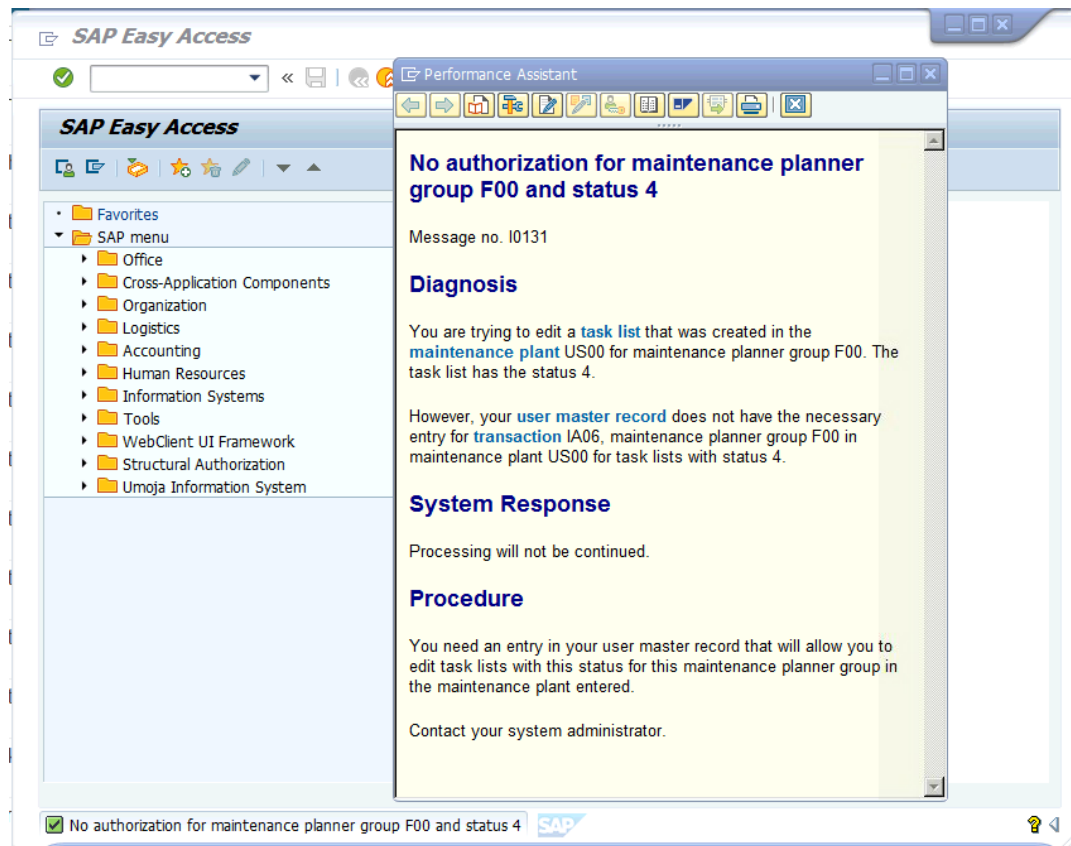 SAP Easy Access
Performance Assistant
SAP Easy Access
Favorites
SAP menu
Office
Cross-Application Components
Organization
Logistics
Accounting
Human Resources
Information Systems
Tools
WebClient UI Framework
Structural Authorization
Umoja Information System
No authorization for maintenance planner
group F00 and status 4
Message no. I0131
Diagnosis
You are trying to edit a task list that was created in the
maintenance plant US00 for maintenance planner group F00. The
task list has the status 4.
However, your user master record does not have the necessary
entry for transaction IA06, maintenance planner group F00 in
maintenance plant US00 for task lists with status 4.
System Response
Processing will not be continued.
Procedure
You need an entry in your user master record that will allow you to
edit task lists with this status for this maintenance planner group in
the maintenance plant entered.
Contact your system administrator.
No authorization for maintenance planner group F00 and status 4
SAP